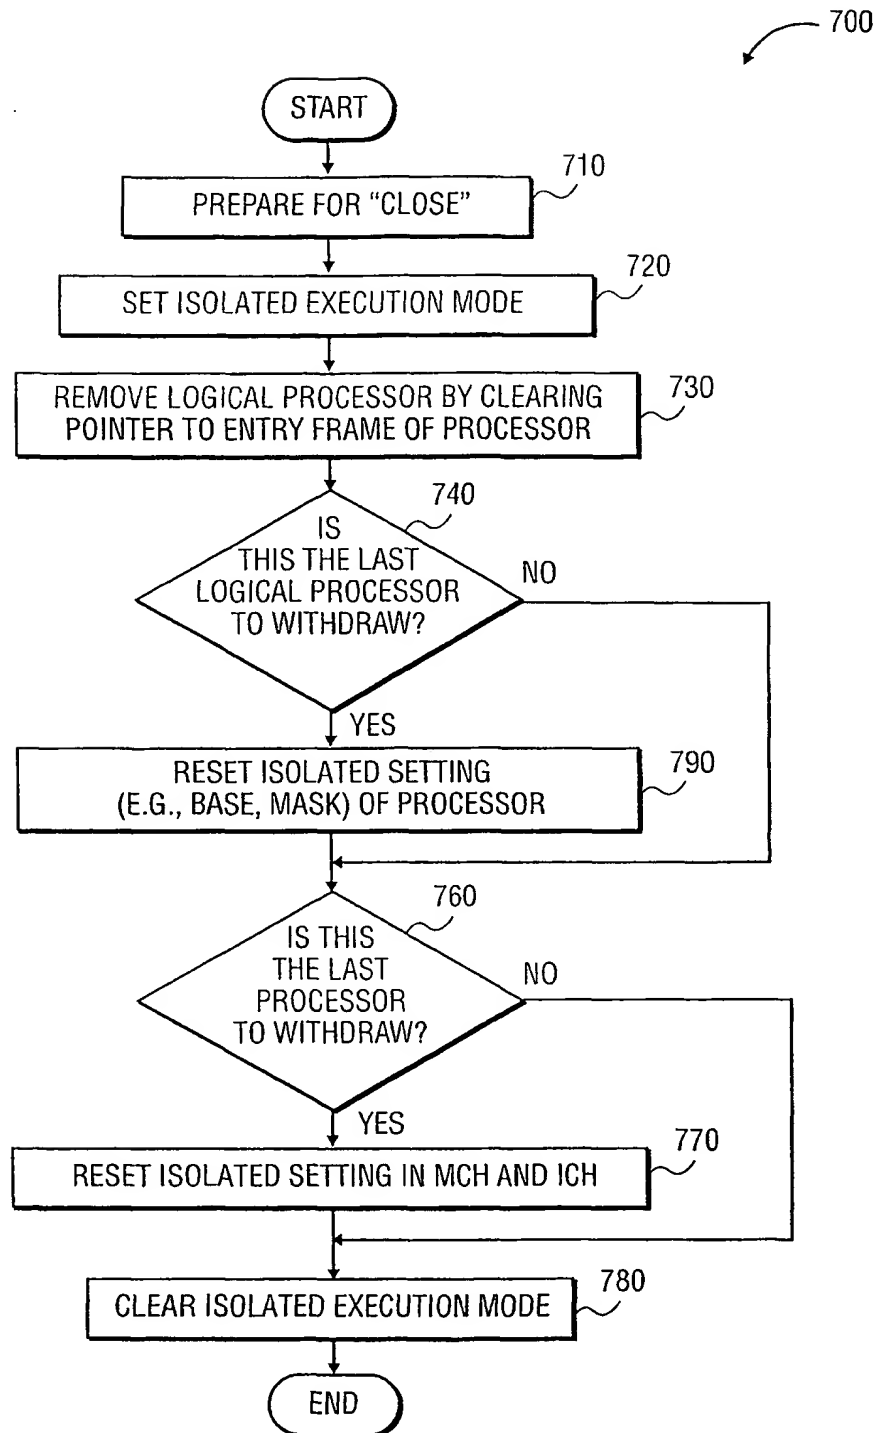 700
START
710
PREPARE FOR “CLOSE”
720
SET ISOLATED EXECUTION MODE
730
REMOVE LOGICAL PROCESSOR BY CLEARING
POINTER TO ENTRY FRAME OF PROCESSOR
740
IS
THIS THE LAST
LOGICAL PROCESSOR
TO WITHDRAW?
NO
YES
790
RESET ISOLATED SETTING
(E.G., BASE, MASK) OF PROCESSOR
760
IS THIS
THE LAST
PROCESSOR
TO WITHDRAW?
NO
YES
770
RESET ISOLATED SETTING IN MCH AND ICH
780
CLEAR ISOLATED EXECUTION MODE
END